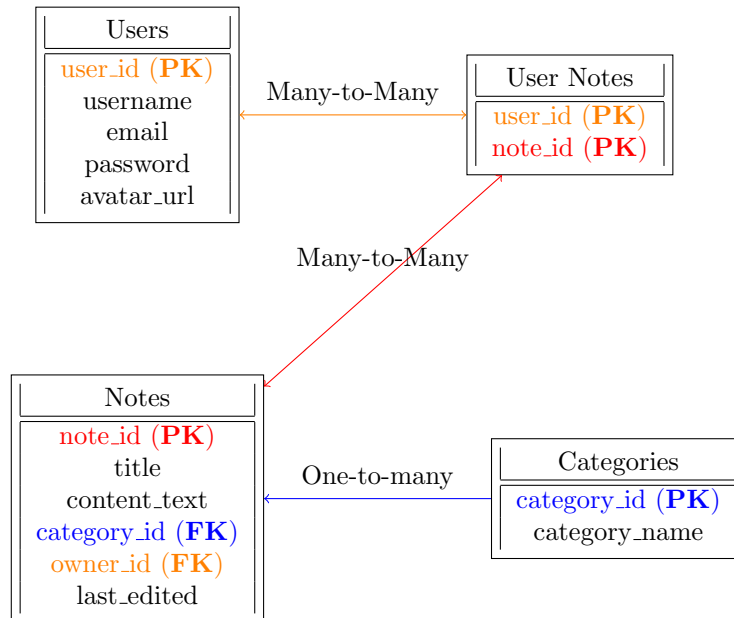 Users
user_id (PK)
username
email
password
avatar_url
Many-to-Many
User Notes
user_id (PK)
note_id (PK)
Many-to-Many
Notes
note_id (PK)
title
content_text
category_id (FK)
owner_id (FK)
last_edited
One-to-many
Categories
category_id (PK)
category_name